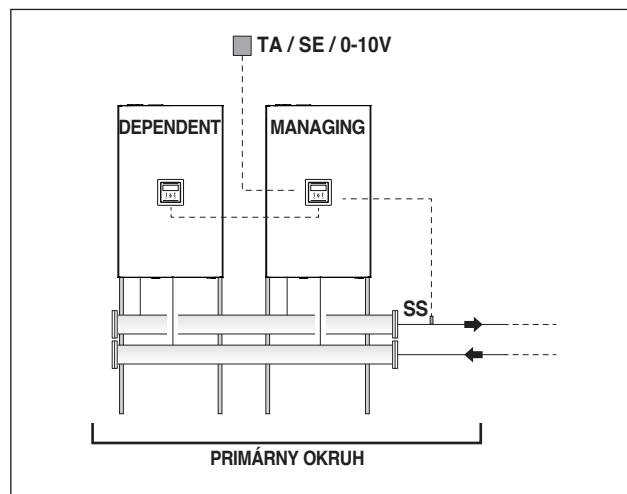 TA / SE / 0-10V
DEPENDENT
MANAGING
SS
PRIMÁRNY OKRUH